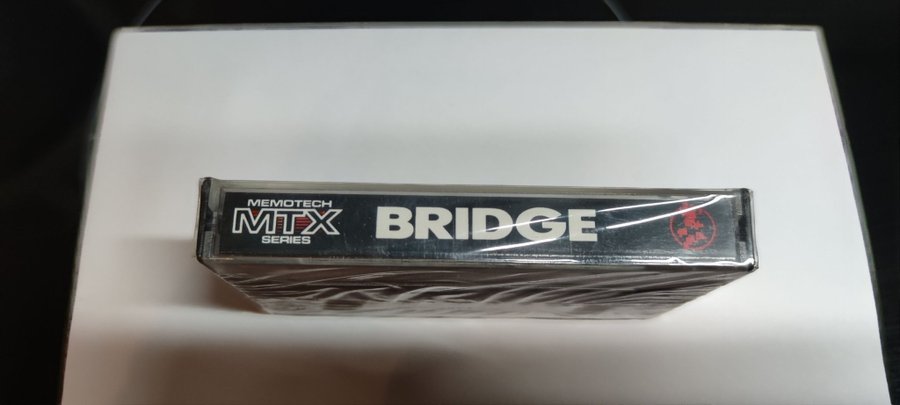 MEMOTECH
MTX
SERIES
BRIDGE